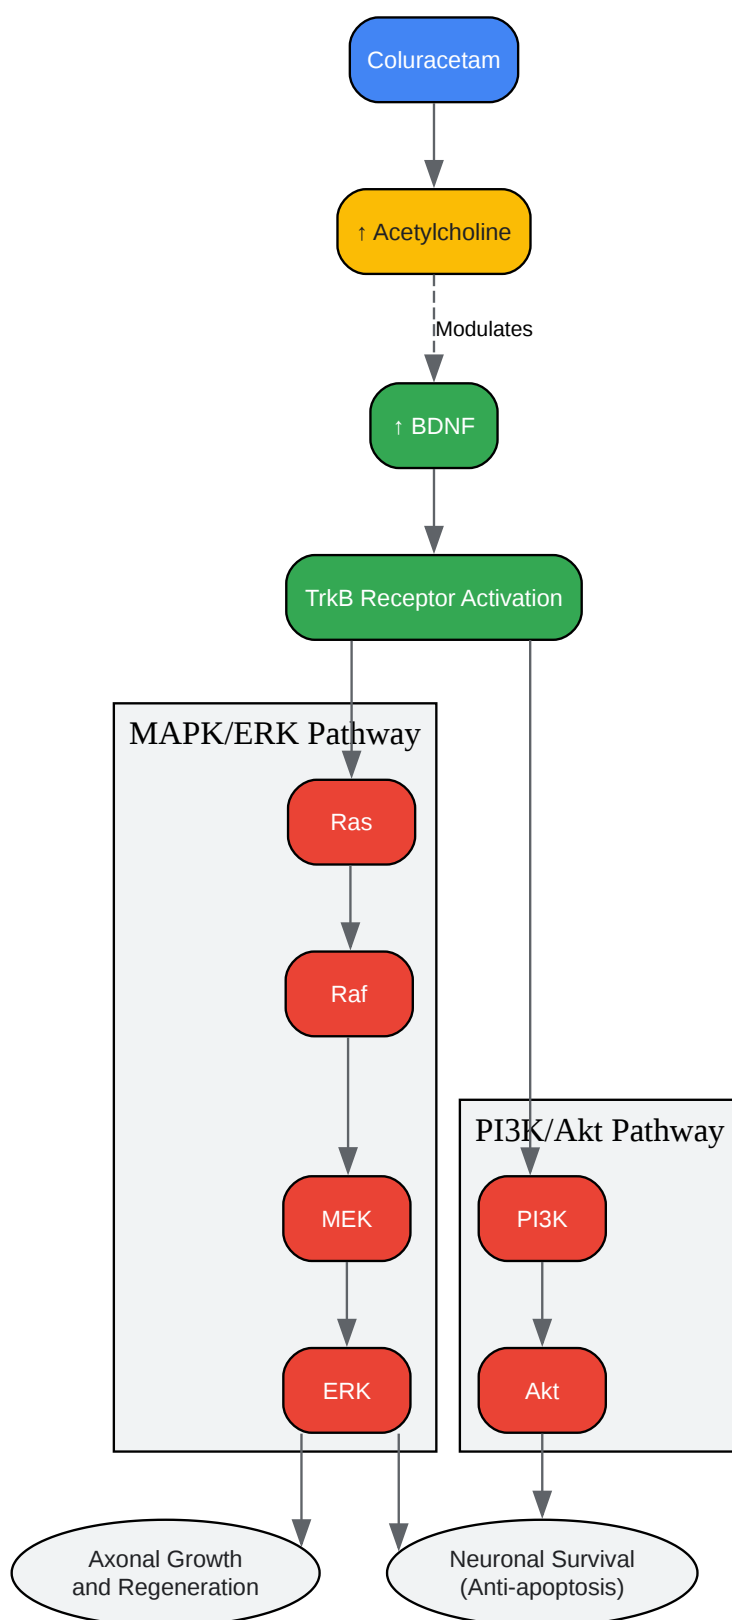 Coluracetam
↑ Acetylcholine
Modulates
↑ BDNF
TrkB Receptor Activation
MAPK/ERK Pathway
Ras
Raf
PI3K/Akt Pathway
MEK
PI3K
ERK
Akt
Axonal Growth
and Regeneration
Neuronal Survival
(Anti-apoptosis)